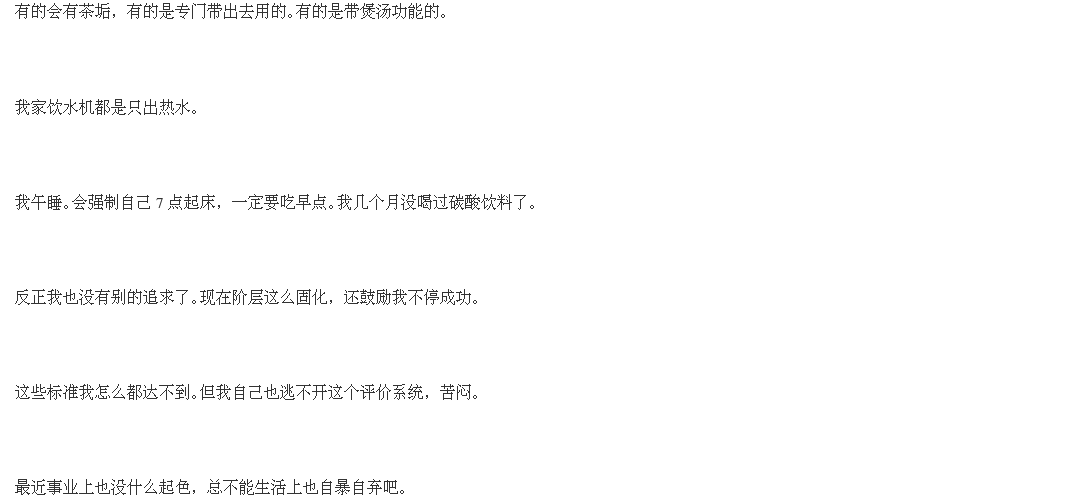 有的会有茶垢，有的是专门带出去用的。有的是带煲汤功能的。
我家饮水机都是只出热水。
我午睡。会强制自己 7 点起床，一定要吃早点。我几个月没喝过碳酸饮料了。
反正我也没有别的追求了。现在阶层这么固化，还鼓励我不停成功。
这些标准我怎么都达不到。但我自己也逃不开这个评价系统，苦闷。
最近事业上也没什么起色，总不能生活上也自暴自弃吧。